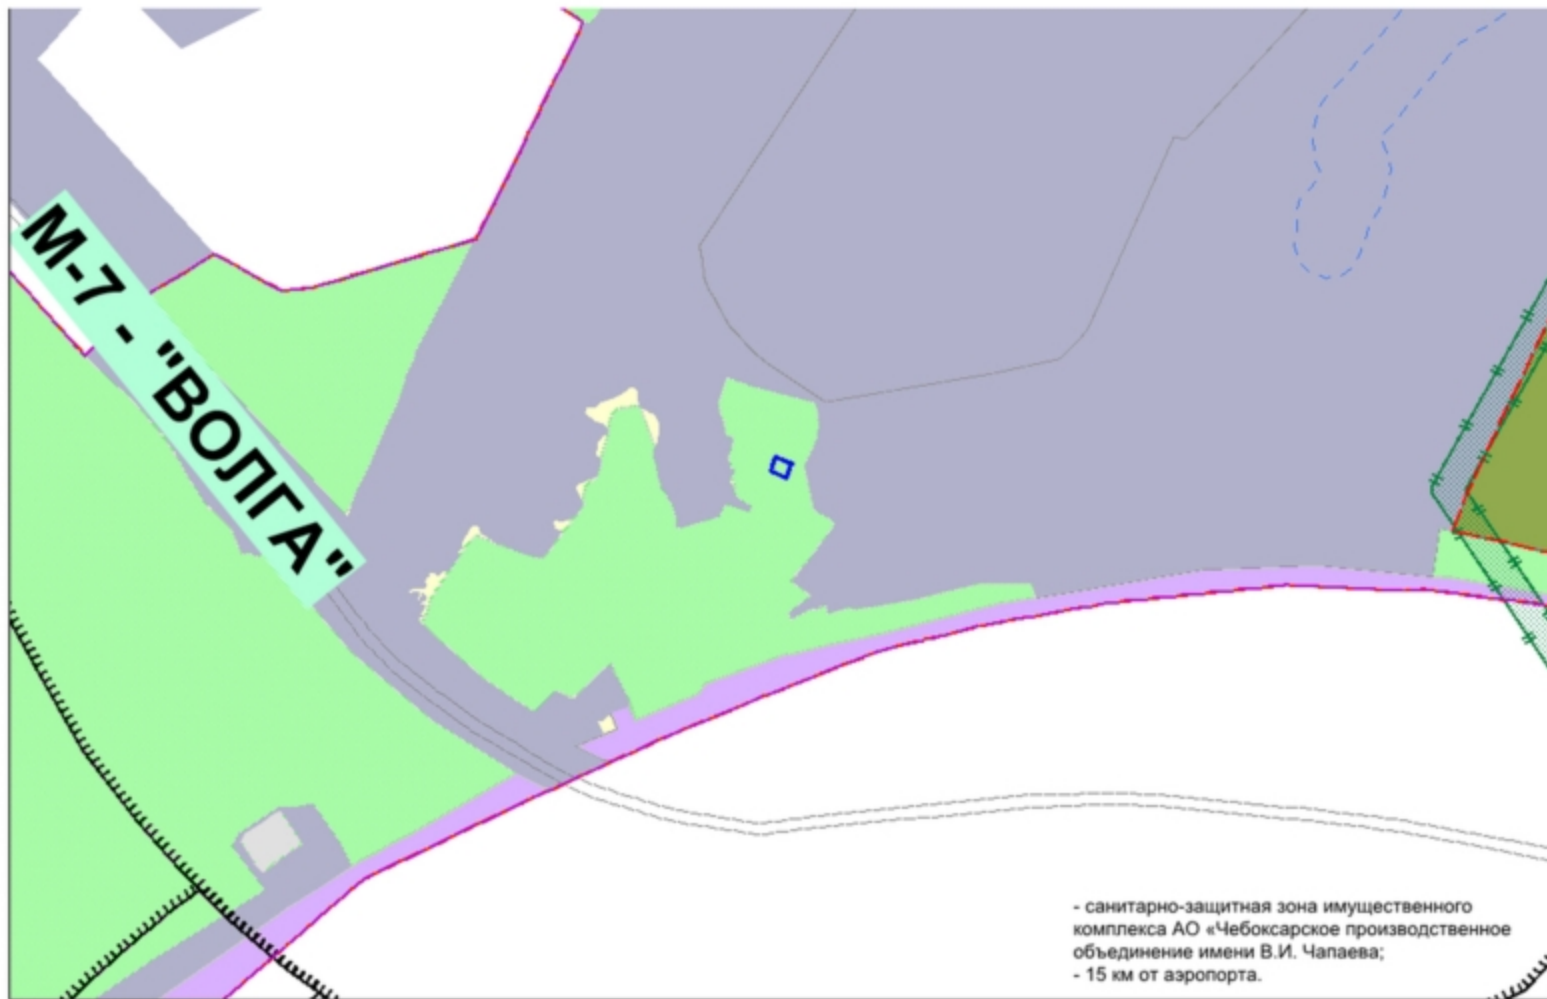 М-7 - "ВОЛГА"
- санитарно-защитная зона имущественного
комплекса АО «Чебоксарское производственное
объединение имени В.И. Чапаева;
- 15 км от аэропорта.